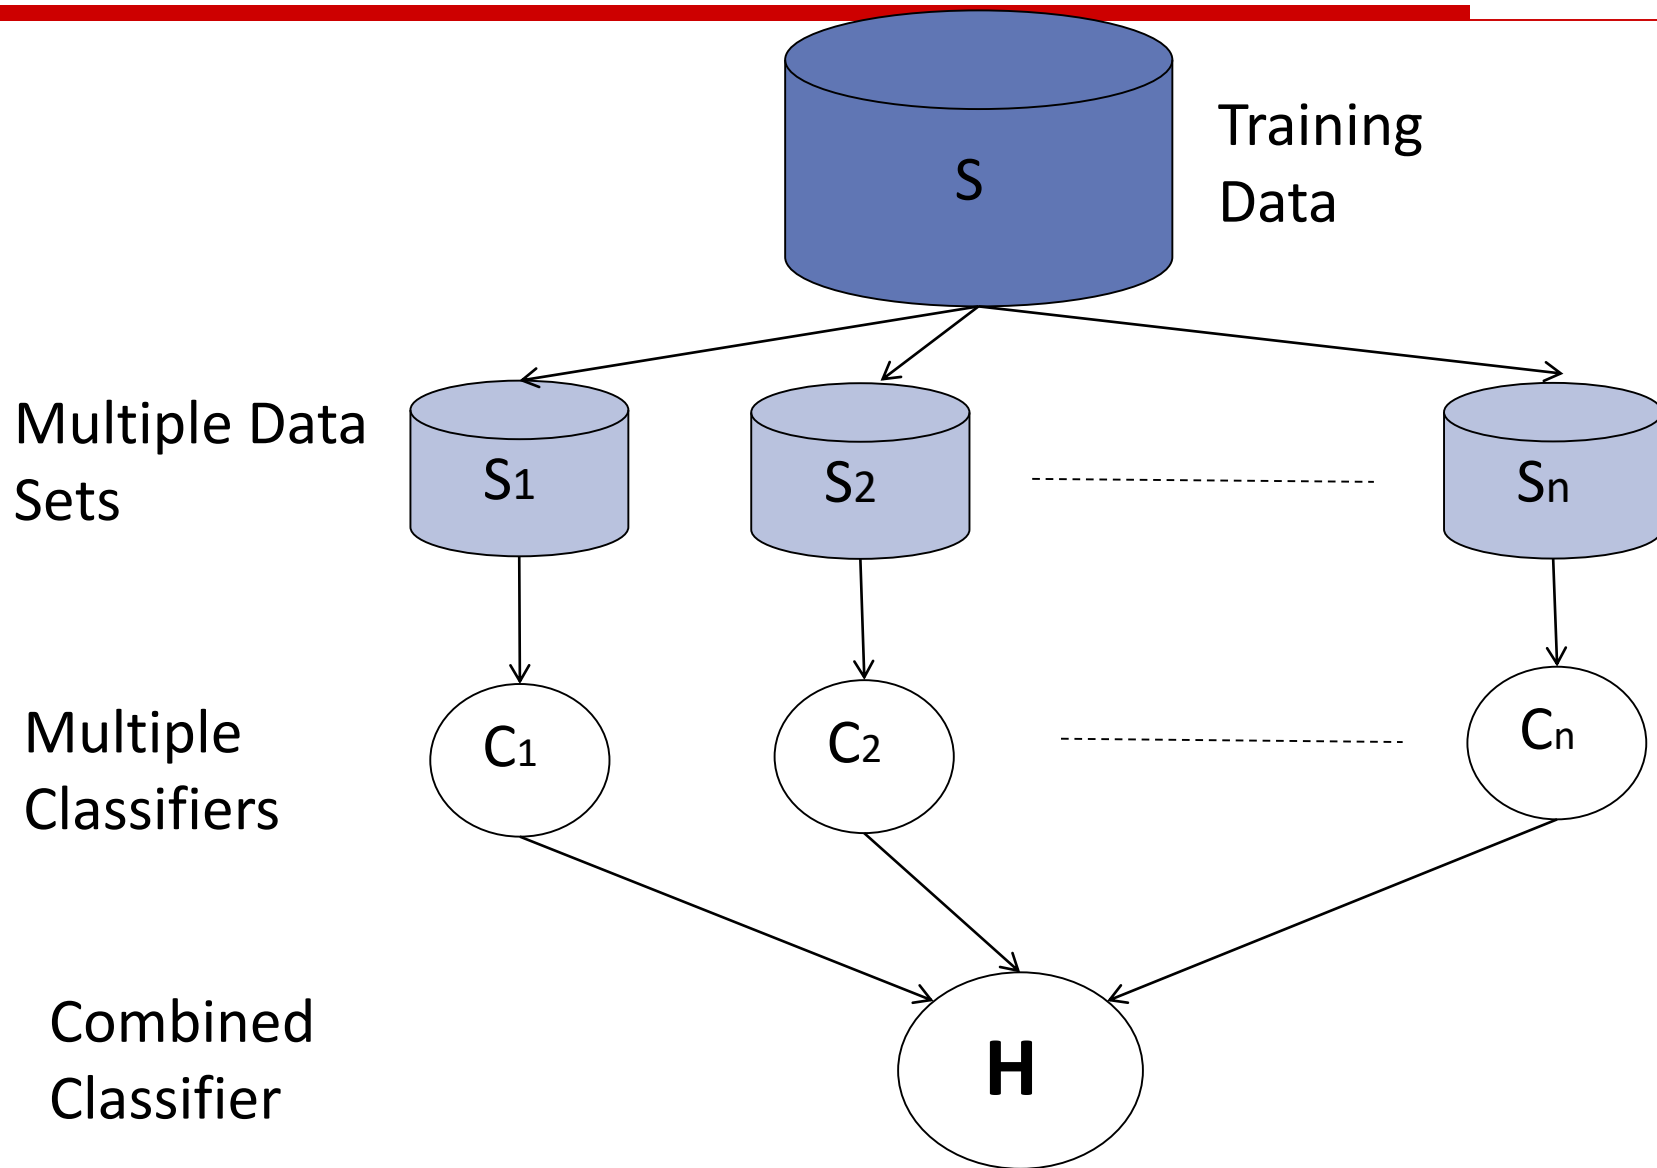 S
Training
Data
Multiple Data
Sets
S1
S2
Sn
Multiple
Classifiers
C1
C2
Cn
Combined
Classifier
H